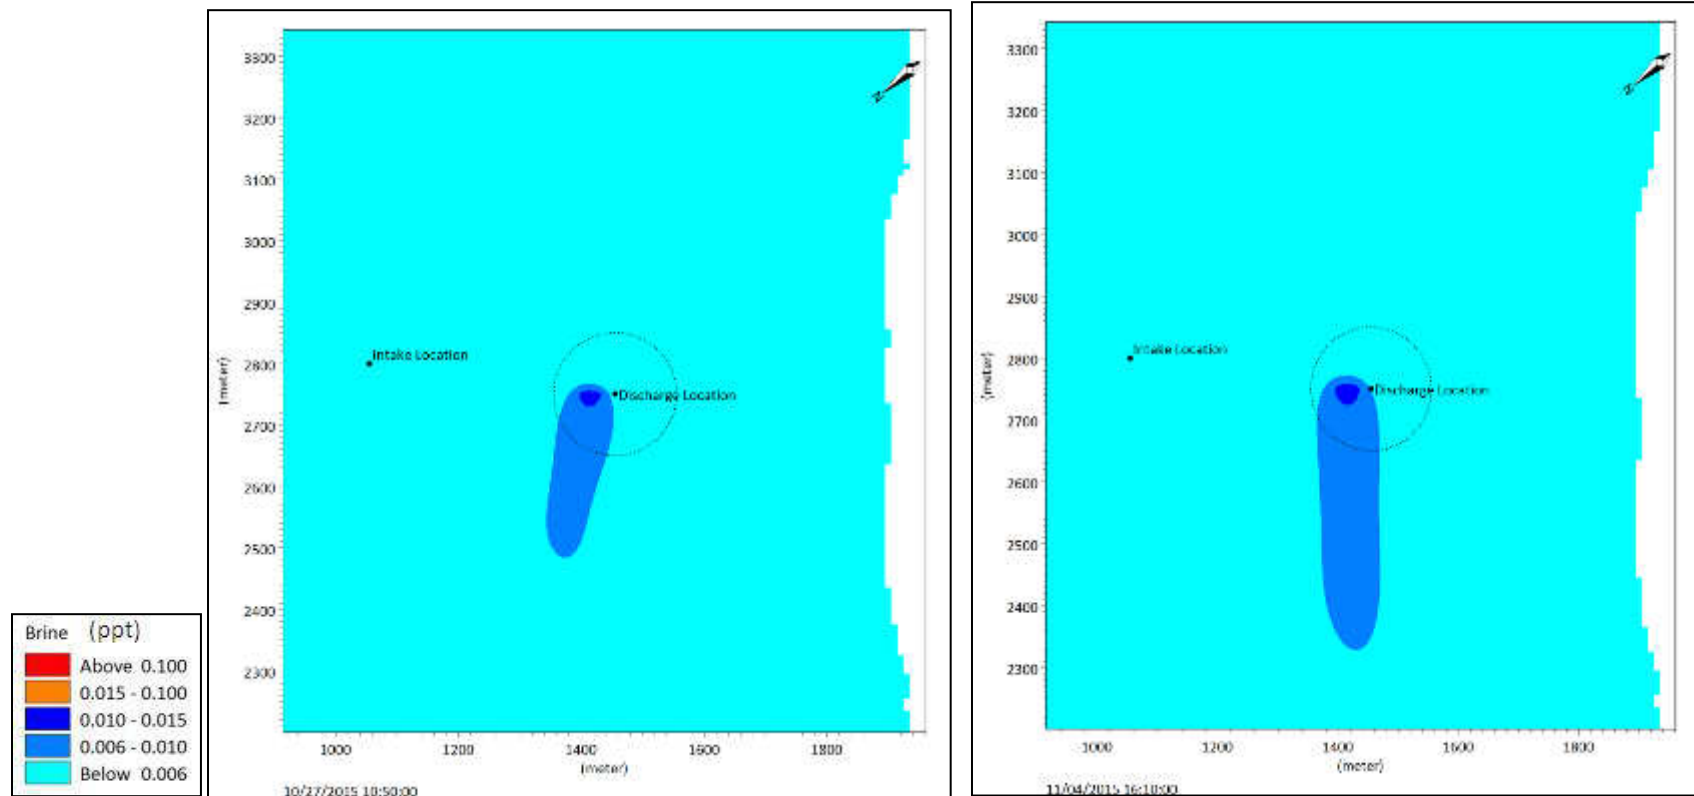 Brine (ppt)
Above 0.100
0.015 - 0.100
0.010 - 0.015
0.006 - 0.010
Below 0.006
3300
3200
3100
3000
2900
2800
2700
2600
2500
2400
2300
(meter)
N
Intake Location
Discharge Location
1000 1200 1400 1600 1800
(meter)
10/27/2015 10:50:00
3300
3200
3100
3000
2900
2800
2700
2600
2500
2400
2300
(meter)
N
Intake Location
Discharge Location
1000 1200 1400 1600 1800
(meter)
11/04/2015 16:10:00